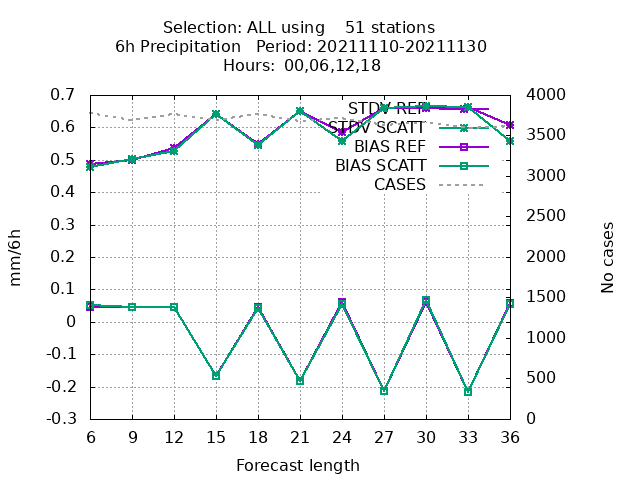 Selection: ALL using    51 stations
6h Precipitation   Period: 20211110-20211130
Hours:  00,06,12,18
0.7
0.6
0.5
0.4
0.3
0.2
0.1
0
-0.1
-0.2
-0.3
mm/6h
STDV REF
STDV SCATT
BIAS REF
BIAS SCATT
CASES
4000
3500
3000
2500
2000
1500
1000
500
0
No cases
6 9 12 15 18 21 24 27 30 33 36
Forecast length